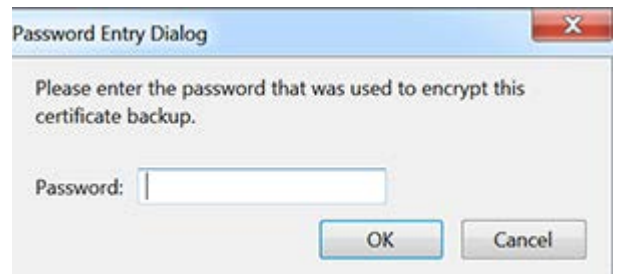 Password Entry Dialog
Please enter the password that was used to encrypt this
certificate backup.
Password:
OK
Cancel